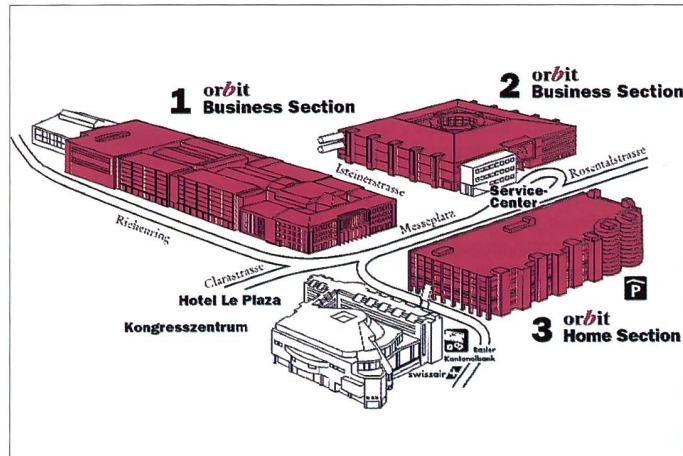 1 orbit
Business Section
2 orbit
Business Section
Isteinerstrasse
Rosentalstrasse
Service-
Center
Messeplatz
Riehenring
Clarastrasse
Hotel Le Plaza
Kongresszentrum
P
3 orbit
Home Section
Basler
Kantonalbank
swissair